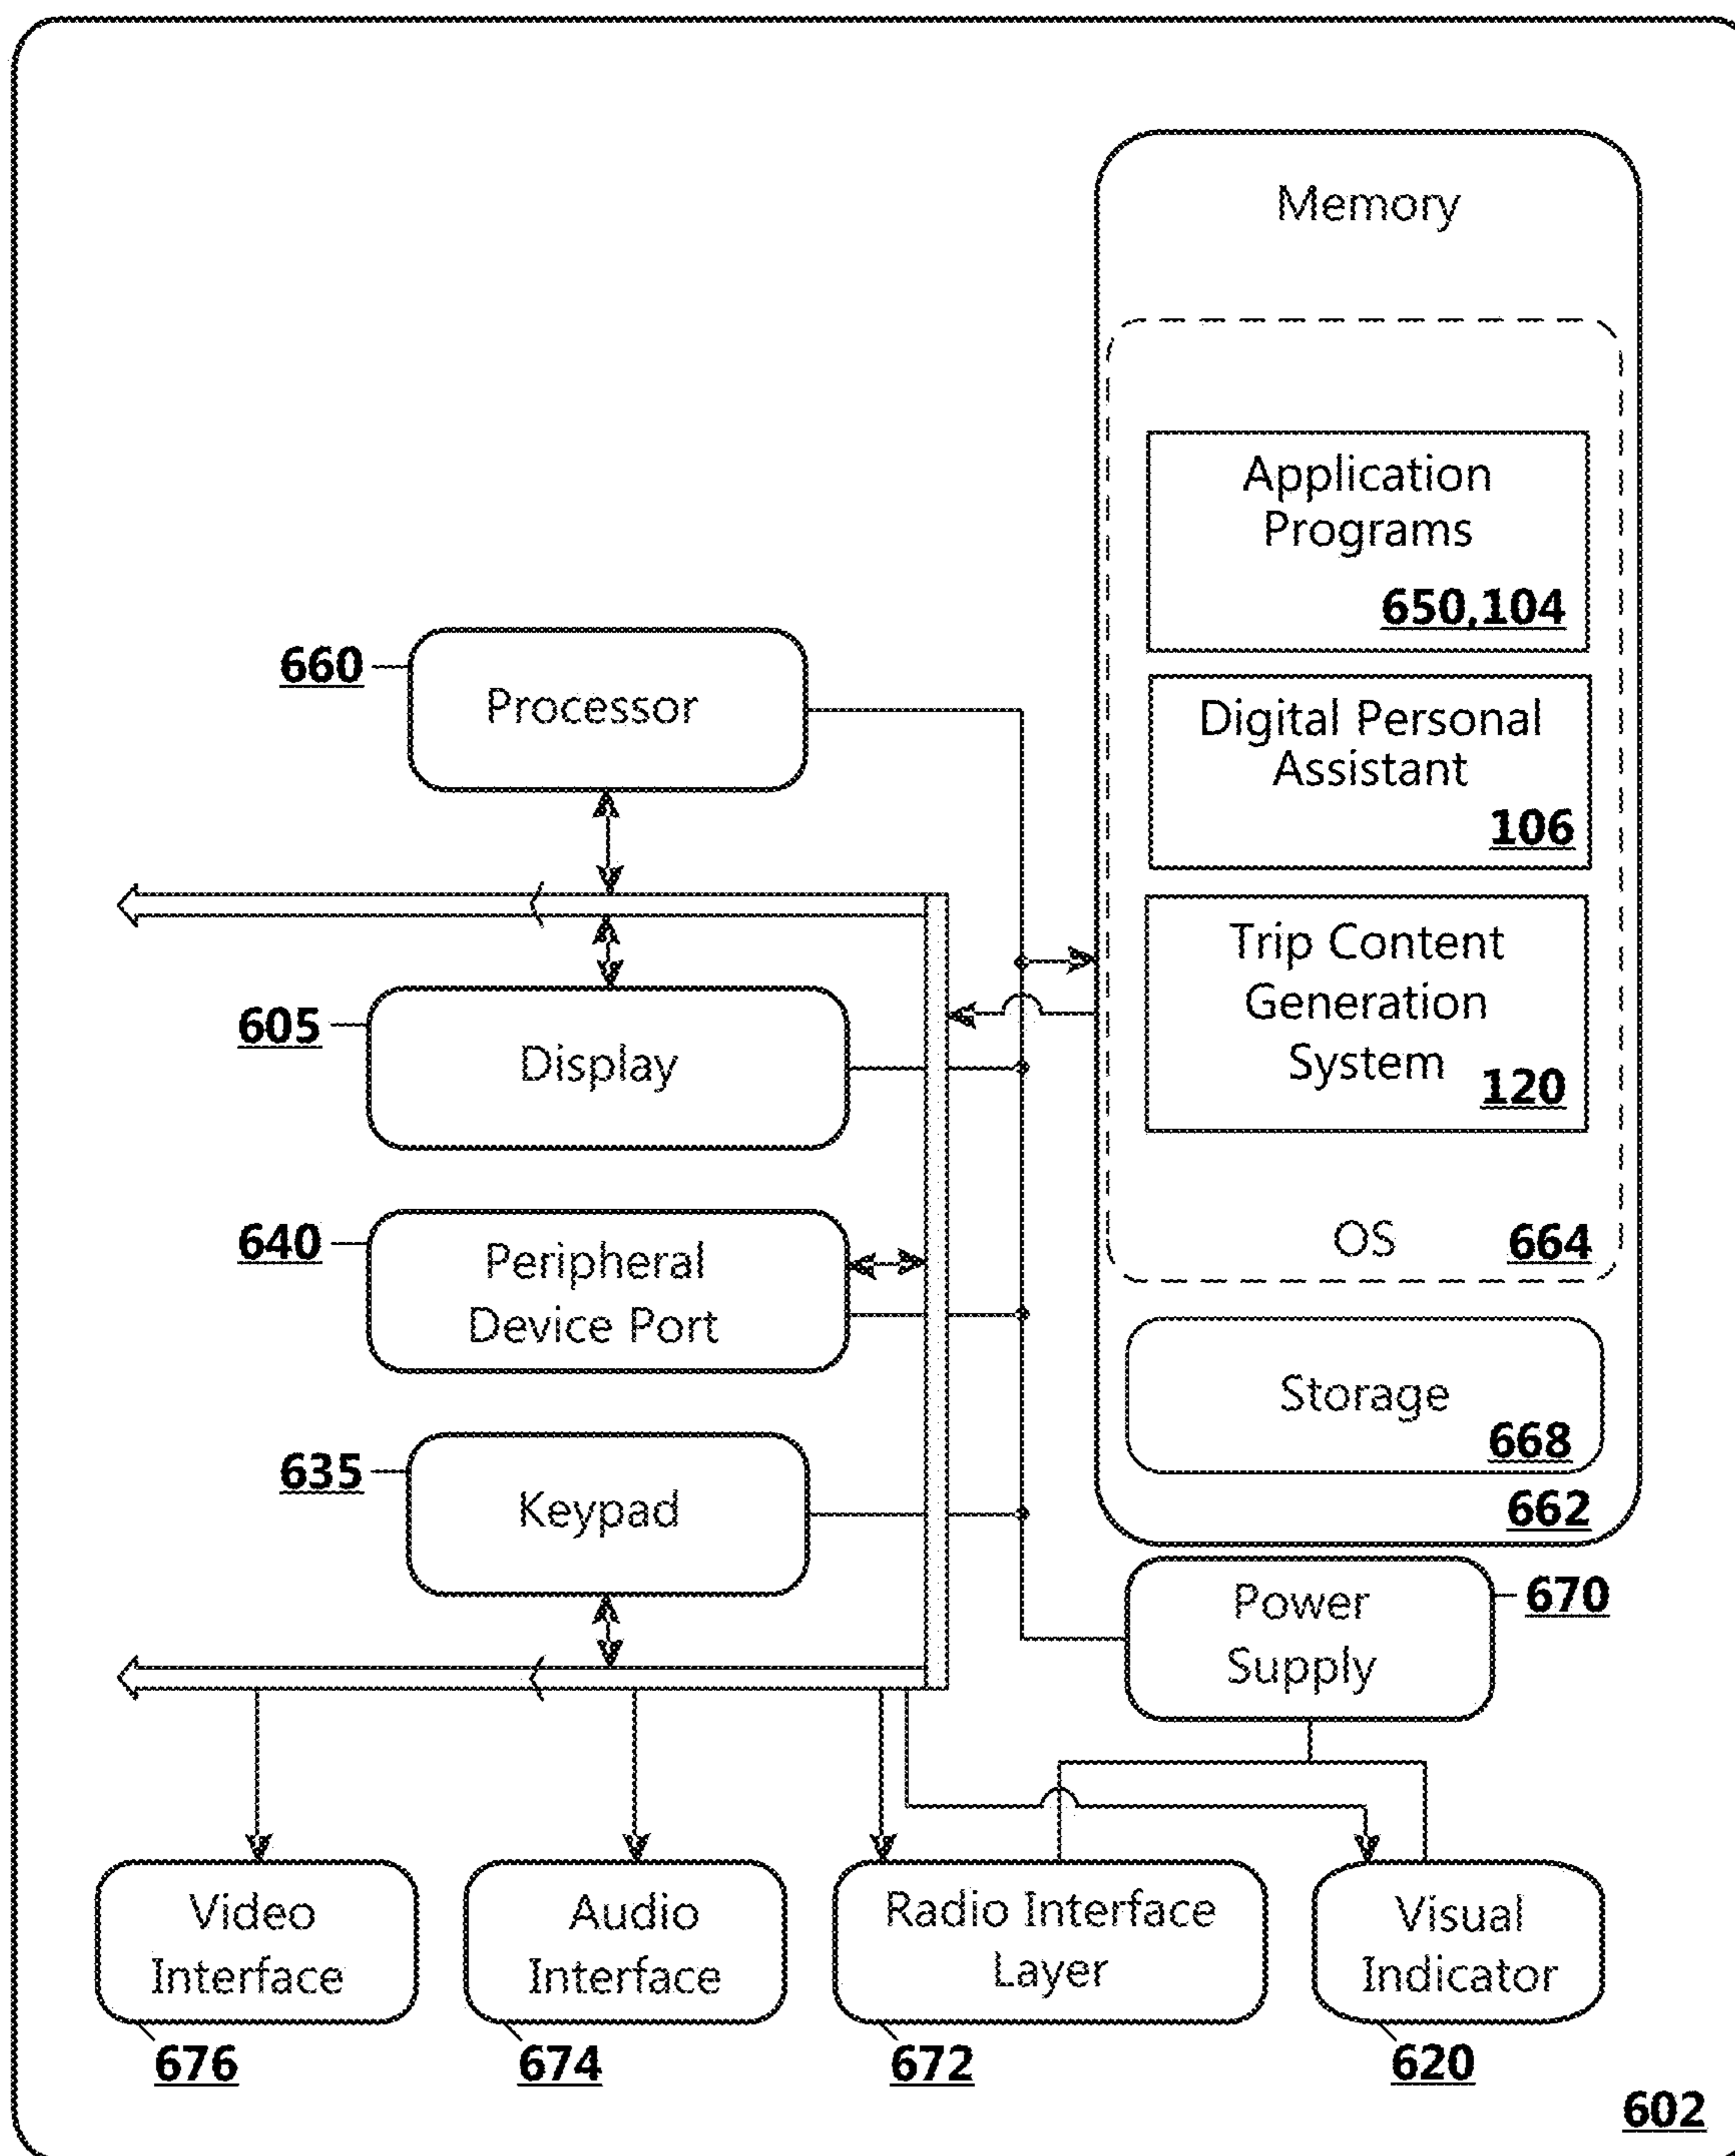 Memory
Application
Programs
650,104
Digital Personal
Assistant
106
Trip Content
Generation
System
120
OS
664
Storage
668
662
660
Processor
605
Display
640
Peripheral
Device Port
635
Keypad
Power
Supply
670
Video
Interface
676
Audio
Interface
674
Radio Interface
Layer
672
Visual
Indicator
620
602